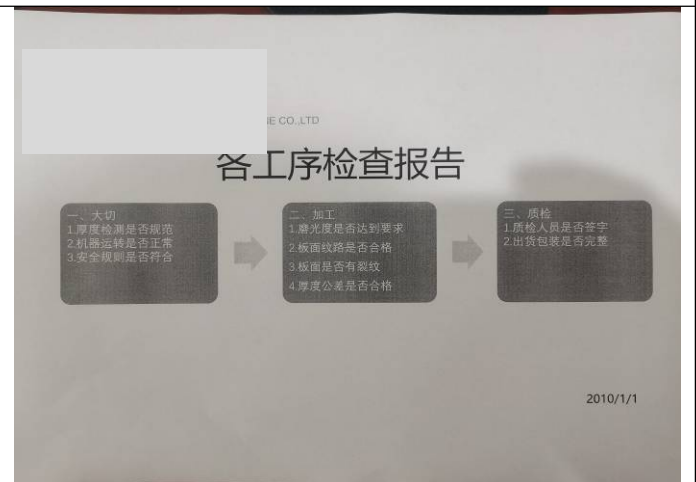 CO.,LTD
各工序检查报告
一、大切
1.厚度检测是否规范
2.机器运转是否正常
3.安全规则是否符合
二、加工
1.磨光度是否达到要求
2.板面纹路是否合格
3.板面是否有裂纹
4.厚度公差是否合格
三、质检
1.质检人员是否签字
2.出货包装是否完整
2010/1/1